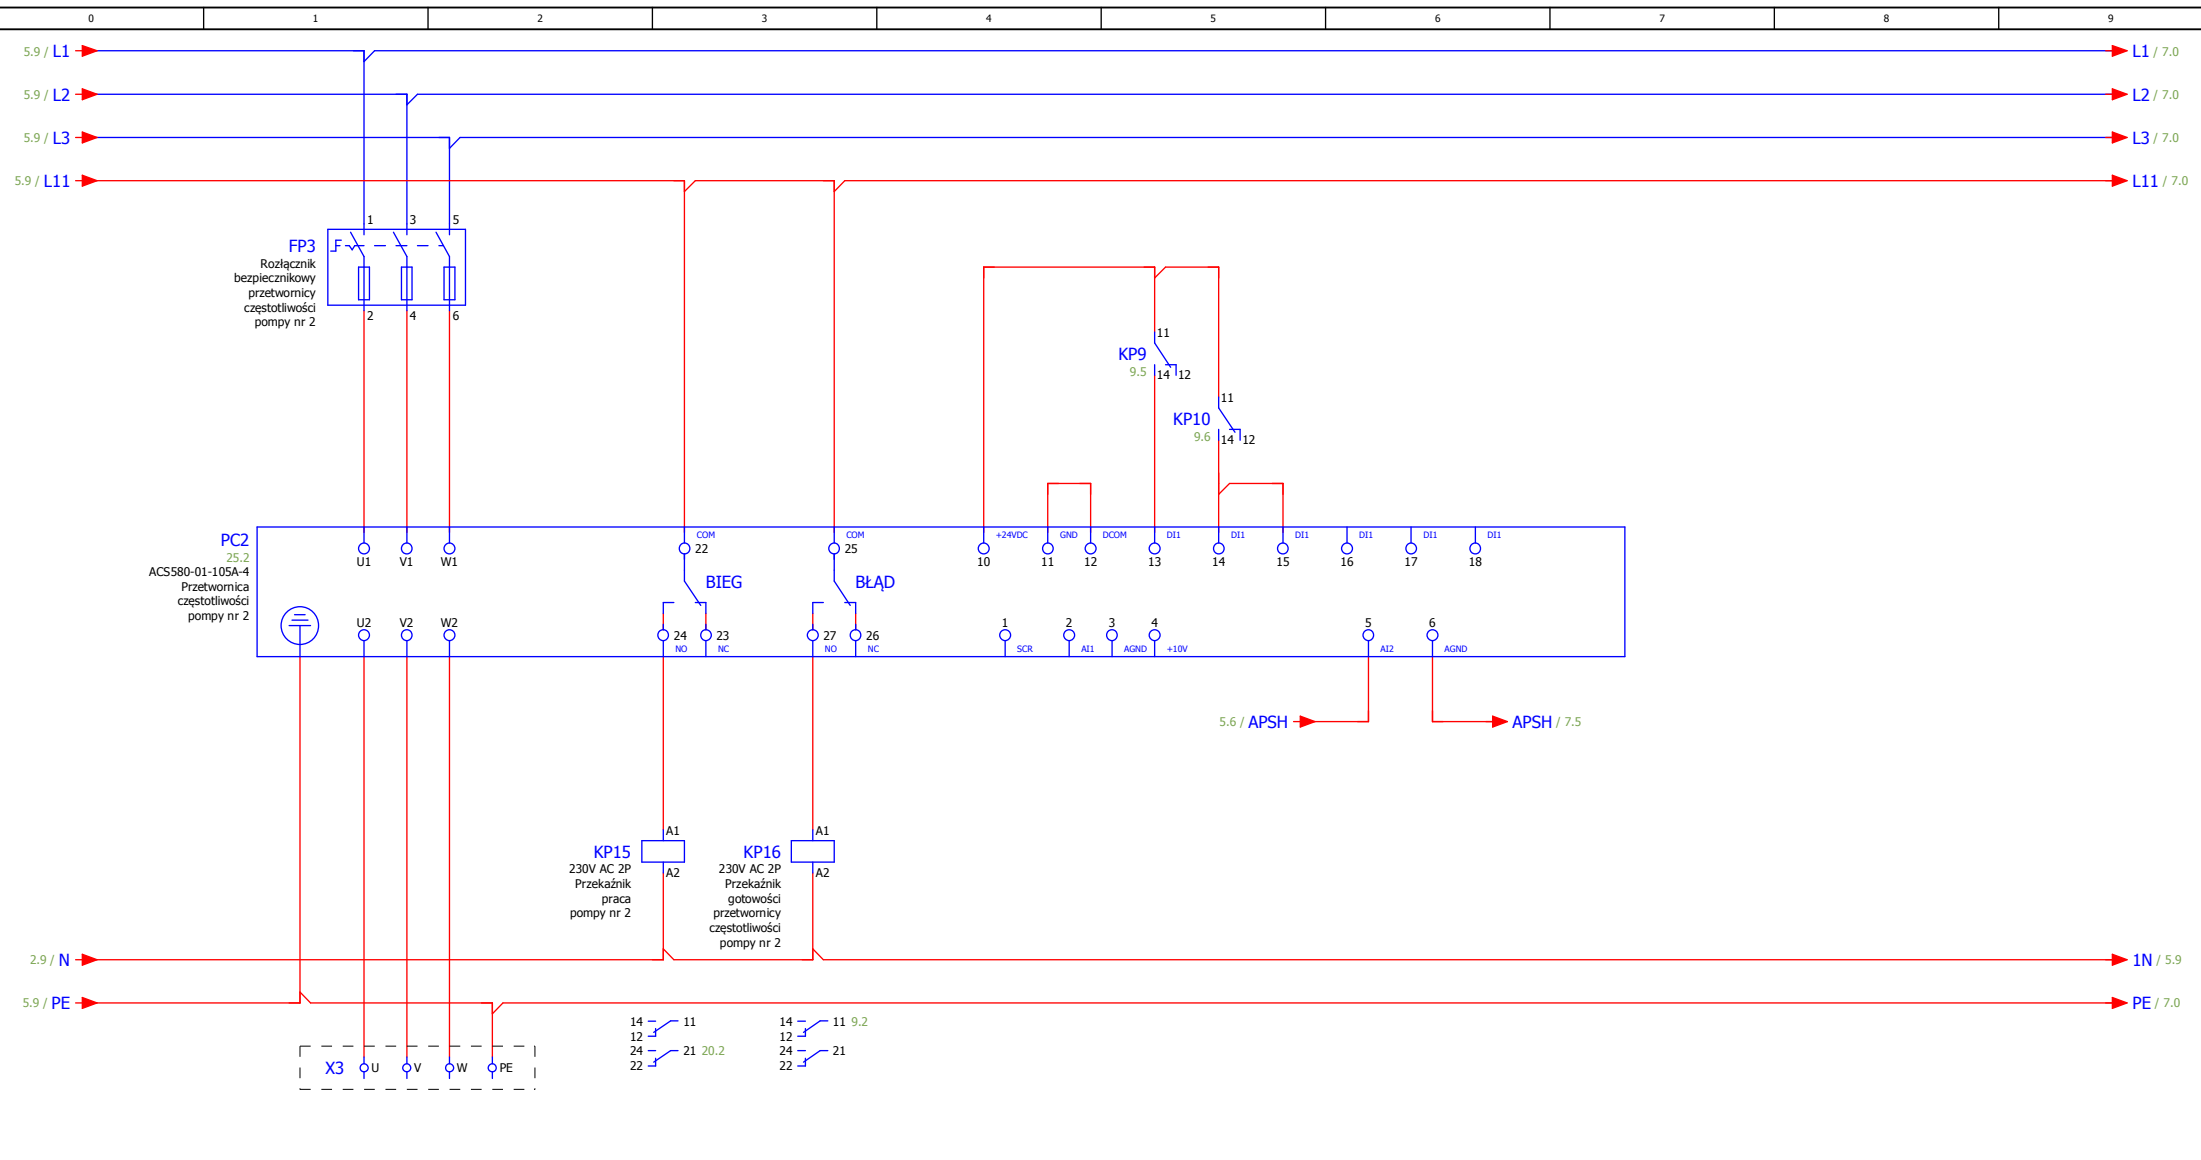 0 1 2 3 4 5 6 7 8 9
5.9 / L1 L1 / 7.0
5.9 / L2 L2 / 7.0
5.9 / L3 L3 / 7.0
5.9 / L11 L11 / 7.0
1 3 5
FP3
Rozłącznik
bezpiecznikowy
przetwornicy
częstotliwości
pompy nr 2
2 4 6
11
KP9
9.5
14 12
11
KP10
9.6
14 12
PC2
25.2
ACS580-01-105A-4
Przetwornica
częstotliwości
pompy nr 2
COM COM +24VDC GND DCOM DI1 DI1 DI1 DI1 DI1 DI1
U1 V1 W1 22 25 10 11 12 13 14 15 16 17 18
BIEG BŁĄD
U2 V2 W2 24 23 27 26 1 2 3 4 5 6
NO NC NO NC SCR AI1 AGND +10V AI2 AGND
5.6 / APSH APSH / 7.5
A1
KP15
230V AC 2P
Przekaźnik
praca
pompy nr 2
A2
A1
KP16
230V AC 2P
Przekaźnik
gotowości
przetwornicy
częstotliwości
pompy nr 2
A2
2.9 / N 1N / 5.9
5.9 / PE PE / 7.0
14 11
12
24 21 20.2
22
14 11 9.2
12
24 21
22
X3 U V W PE